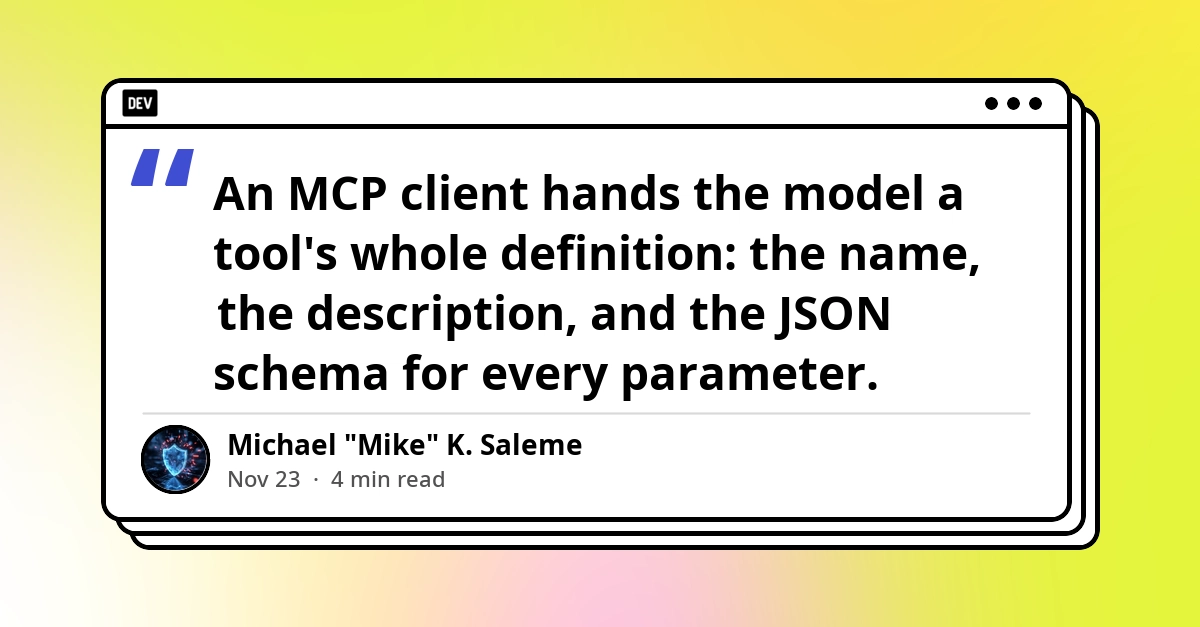 DEV
“
An MCP client hands the model a
tool's whole definition: the name,
the description, and the JSON
schema for every parameter.
Michael "Mike" K. Saleme
Nov 23 · 4 min read